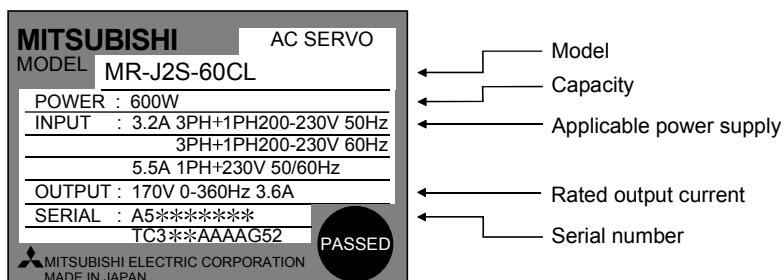 MITSUBISHI AC SERVO
MODEL MR-J2S-60CL
POWER : 600W
INPUT : 3.2A 3PH+1PH200-230V 50Hz
3PH+1PH200-230V 60Hz
5.5A 1PH+230V 50/60Hz
OUTPUT : 170V 0-360Hz 3.6A
SERIAL : A5*******
TC3**AAAAG52
PASSED
MITSUBISHI ELECTRIC CORPORATION
MADE IN JAPAN
Model
Capacity
Applicable power supply
Rated output current
Serial number